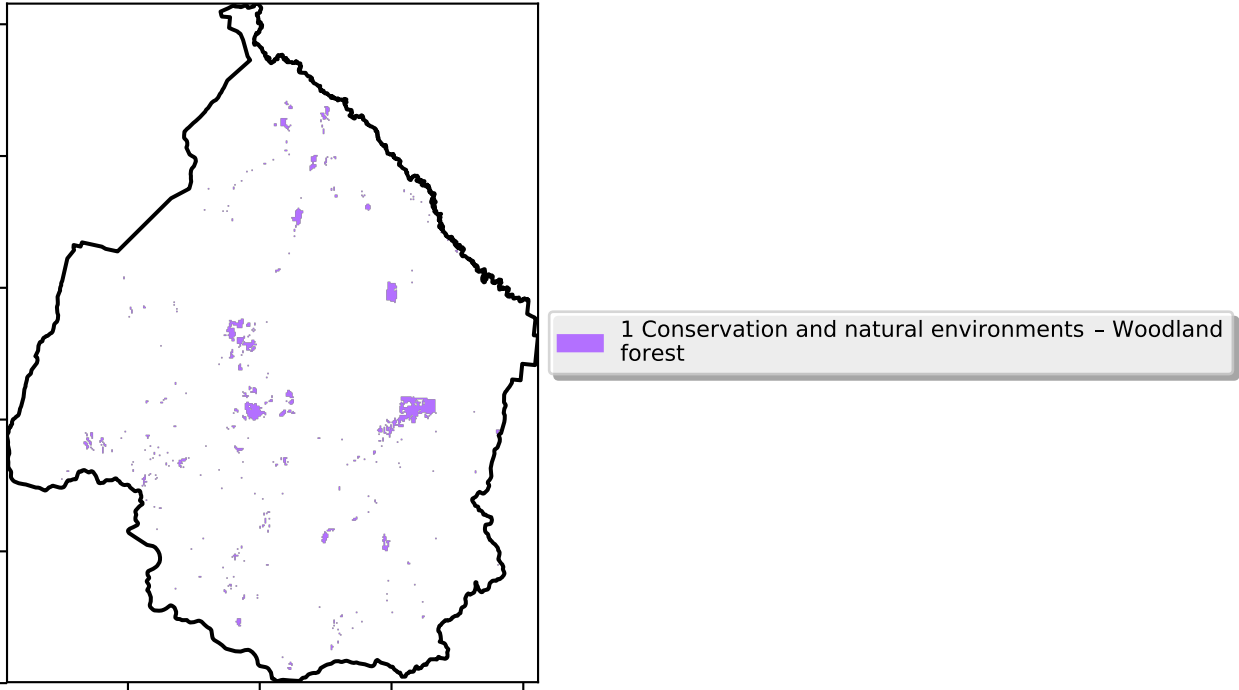 1 Conservation and natural environments – Woodland
forest